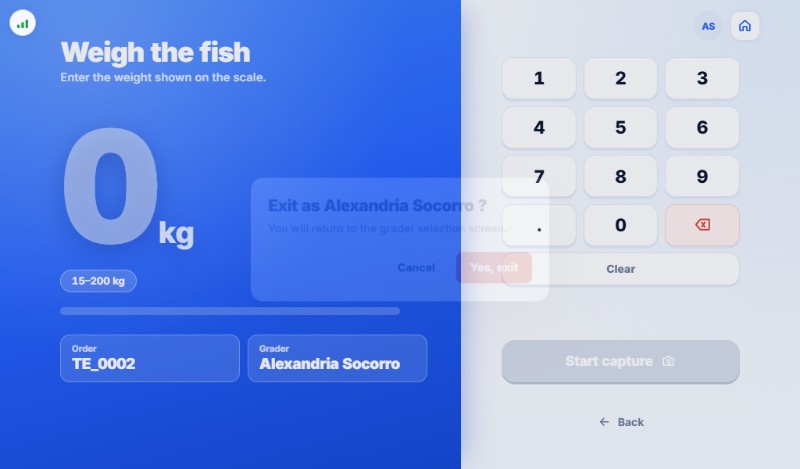 AS
Weigh the fish
Enter the weight shown on the scale.
0 kg
15–200 kg
Order
TE_0002
Grader
Alexandria Socorro
1 2 3
4 5 6
7 8 9
. 0
Clear
Exit as Alexandria Socorro ?
You will return to the grader selection screen.
Cancel
Yes, exit
Start capture
Back